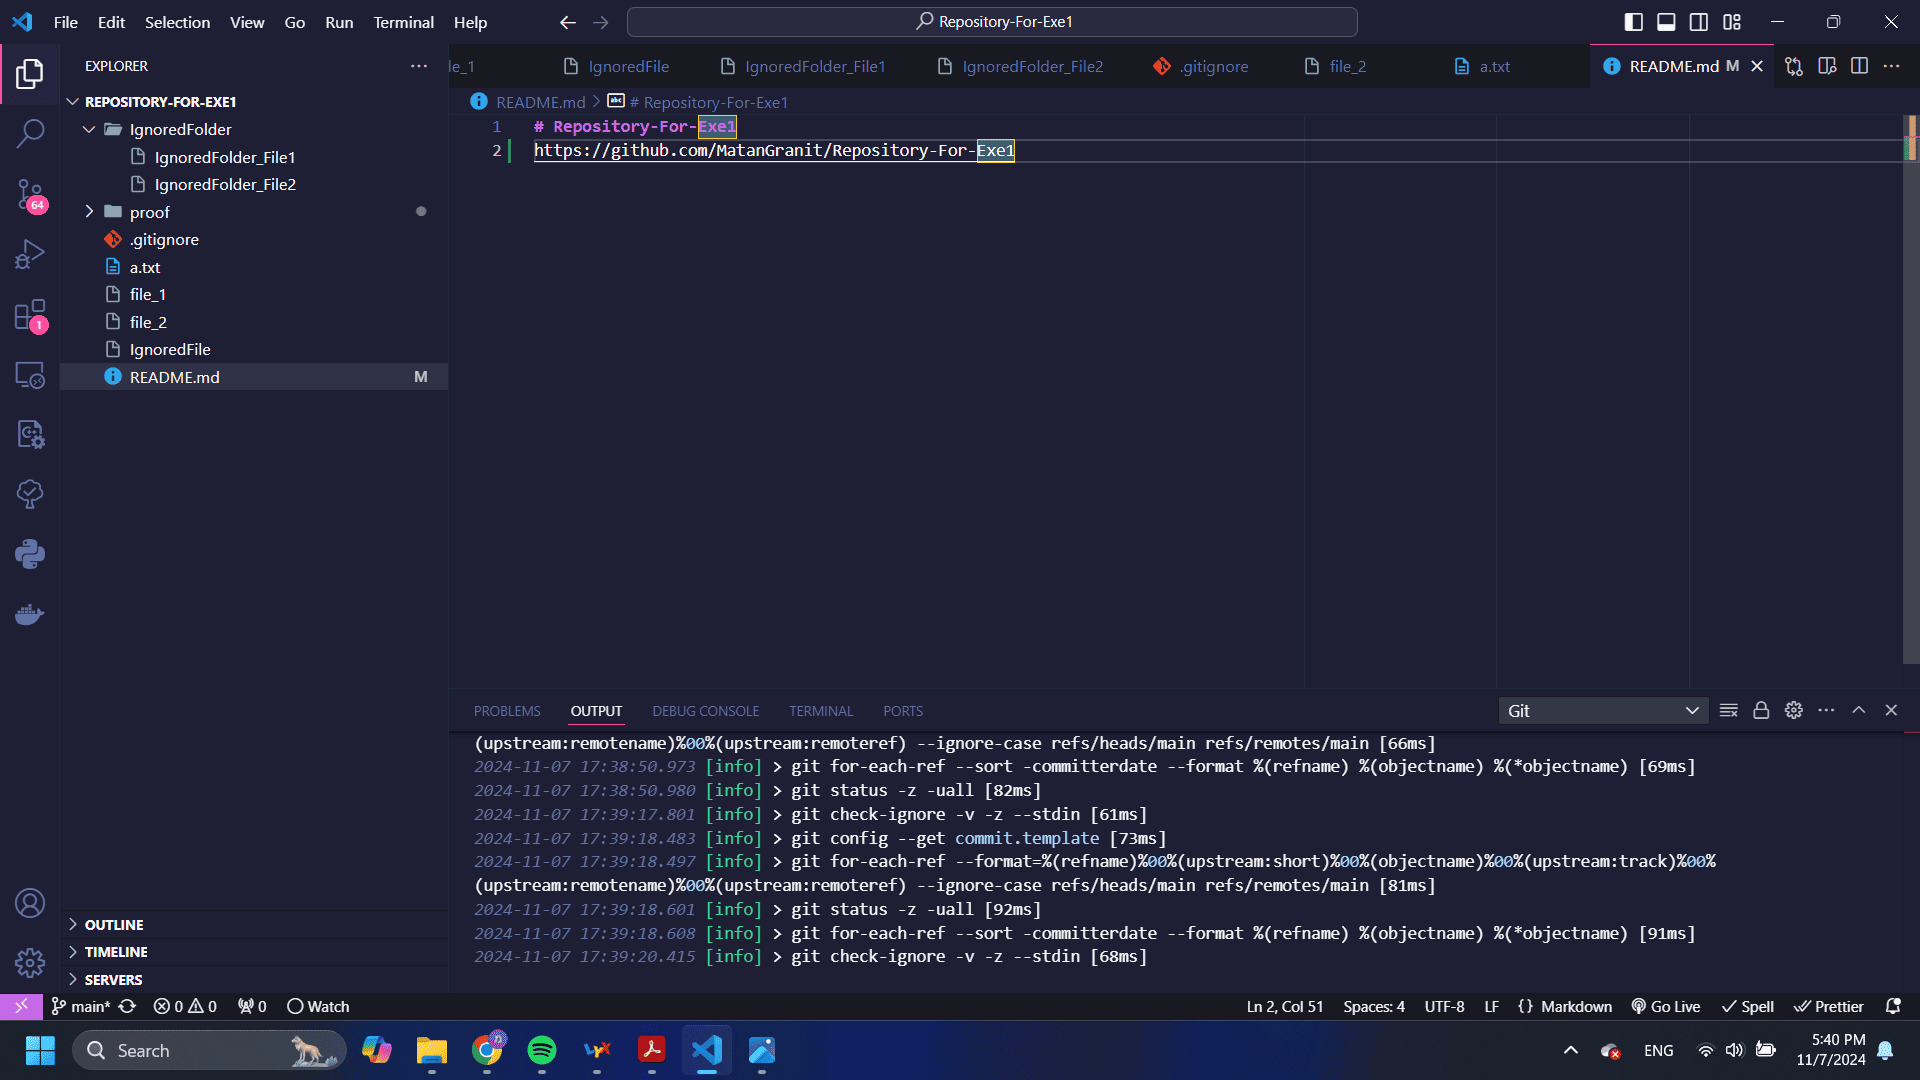 File Edit Selection View Go Run Terminal Help
Repository-For-Exe1
EXPLORER
le_1
IgnoredFile
IgnoredFolder_File1
IgnoredFolder_File2
.gitignore
file_2
a.txt
README.md M
REPOSITORY-FOR-EXE1
IgnoredFolder
IgnoredFolder_File1
IgnoredFolder_File2
proof
.gitignore
a.txt
file_1
file_2
IgnoredFile
README.md M
64
1
README.md > # Repository-For-Exe1
1 # Repository-For-Exe1
2 https://github.com/MatanGranit/Repository-For-Exe1
PROBLEMS OUTPUT DEBUG CONSOLE TERMINAL PORTS
Git
(upstream:remotename)%00%(upstream:remoteref) --ignore-case refs/heads/main refs/remotes/main [66ms]
2024-11-07 17:38:50.973 [info] > git for-each-ref --sort -committerdate --format %(refname) %(objectname) %(*objectname) [69ms]
2024-11-07 17:38:50.980 [info] > git status -z -uall [82ms]
2024-11-07 17:39:17.801 [info] > git check-ignore -v -z --stdin [61ms]
2024-11-07 17:39:18.483 [info] > git config --get commit.template [73ms]
2024-11-07 17:39:18.497 [info] > git for-each-ref --format=%(refname)%00%(upstream:short)%00%(objectname)%00%(upstream:track)%00%
(upstream:remotename)%00%(upstream:remoteref) --ignore-case refs/heads/main refs/remotes/main [81ms]
2024-11-07 17:39:18.601 [info] > git status -z -uall [92ms]
2024-11-07 17:39:18.608 [info] > git for-each-ref --sort -committerdate --format %(refname) %(objectname) %(*objectname) [91ms]
2024-11-07 17:39:20.415 [info] > git check-ignore -v -z --stdin [68ms]
OUTLINE
TIMELINE
SERVERS
main* 0 0 0 Watch
Ln 2, Col 51 Spaces: 4 UTF-8 LF {} Markdown Go Live Spell Prettier
Search
ENG
5:40 PM
11/7/2024